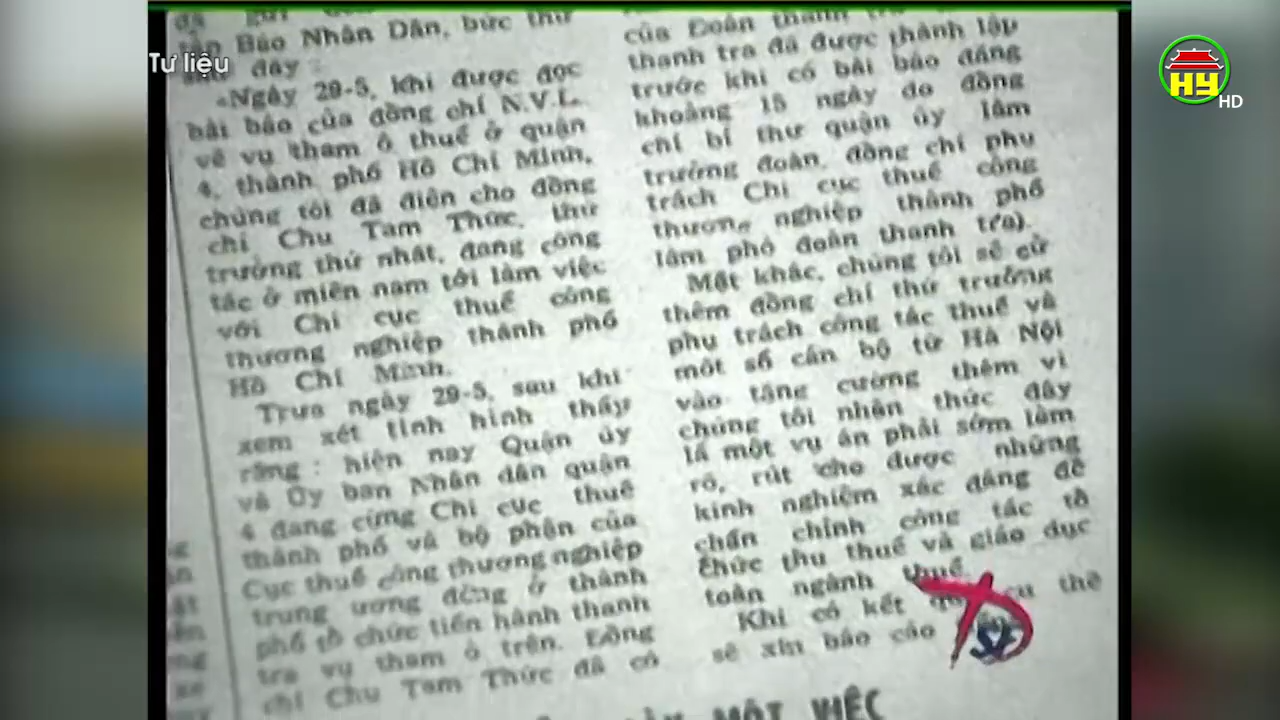 Tư liệu
HY
HD
đã gửi
tòa Báo Nhân Dân, bức thư
đây
«Ngày 29-5, khi được đọc
bài báo của đồng chí N.V.L.
về vụ tham ô thuế ở quận
4, thành phố Hồ Chí Minh,
chúng tôi đã điện cho đồng
chí Chu Tam Thức, thứ
trưởng thứ nhất, đang công
tác ở miền nam tới làm việc
với Chi cục thuế công
thương nghiệp thành phố
Hồ Chí Minh.
Trưa ngày 29-5, sau khi
xem xét tình hình thấy
rằng : hiện nay Quận ủy
và Ủy ban Nhân dân quận
4 đang cùng Chi cục thuế
thành phố và bộ phận của
Cục thuế công thương nghiệp
trung ương đóng ở thành
phố tổ chức tiến hành thanh
tra vụ tham ô trên. Đồng
chí Chu Tam Thức đã có
của Đoàn thanh tra
thanh tra đã được thành lập
trước khi có bài báo đăng
khoảng 15 ngày do đồng
chí bí thư quận ủy làm
trưởng đoàn, đồng chí phụ
trách Chi cục thuế công
thương nghiệp thành phố
làm phó đoàn thanh tra).
Mặt khác, chúng tôi sẽ cử
thêm đồng chí thứ trưởng
phụ trách công tác thuế và
một số cán bộ từ Hà Nội
vào tăng cường thêm vì
chúng tôi nhận thức đây
là một vụ án phải sớm làm
rõ, rút cho được những
kinh nghiệm xác đáng để
chấn chỉnh công tác tổ
chức thu thuế và giáo dục
toàn ngành thuế.
Khi có kết cụ thể
sẽ xin báo cáo
MỘT VIỆC